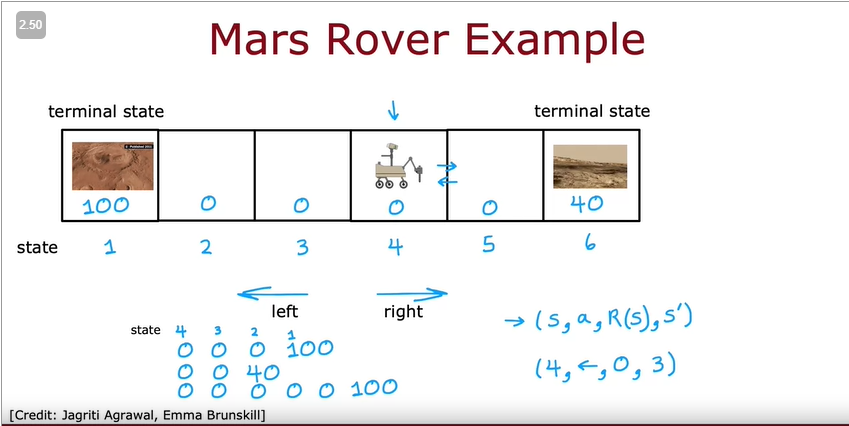 2.50
Mars Rover Example
↓
terminal state terminal state
→
←
100 0 0 0 0 40
state 1 2 3 4 5 6
← →
left right
→ (s, a, R(s), s')
state 4 3 2 1
0 0 0 100
(4, ←, 0, 3)
0 0 40
0 0 0 0 0 100
[Credit: Jagriti Agrawal, Emma Brunskill]